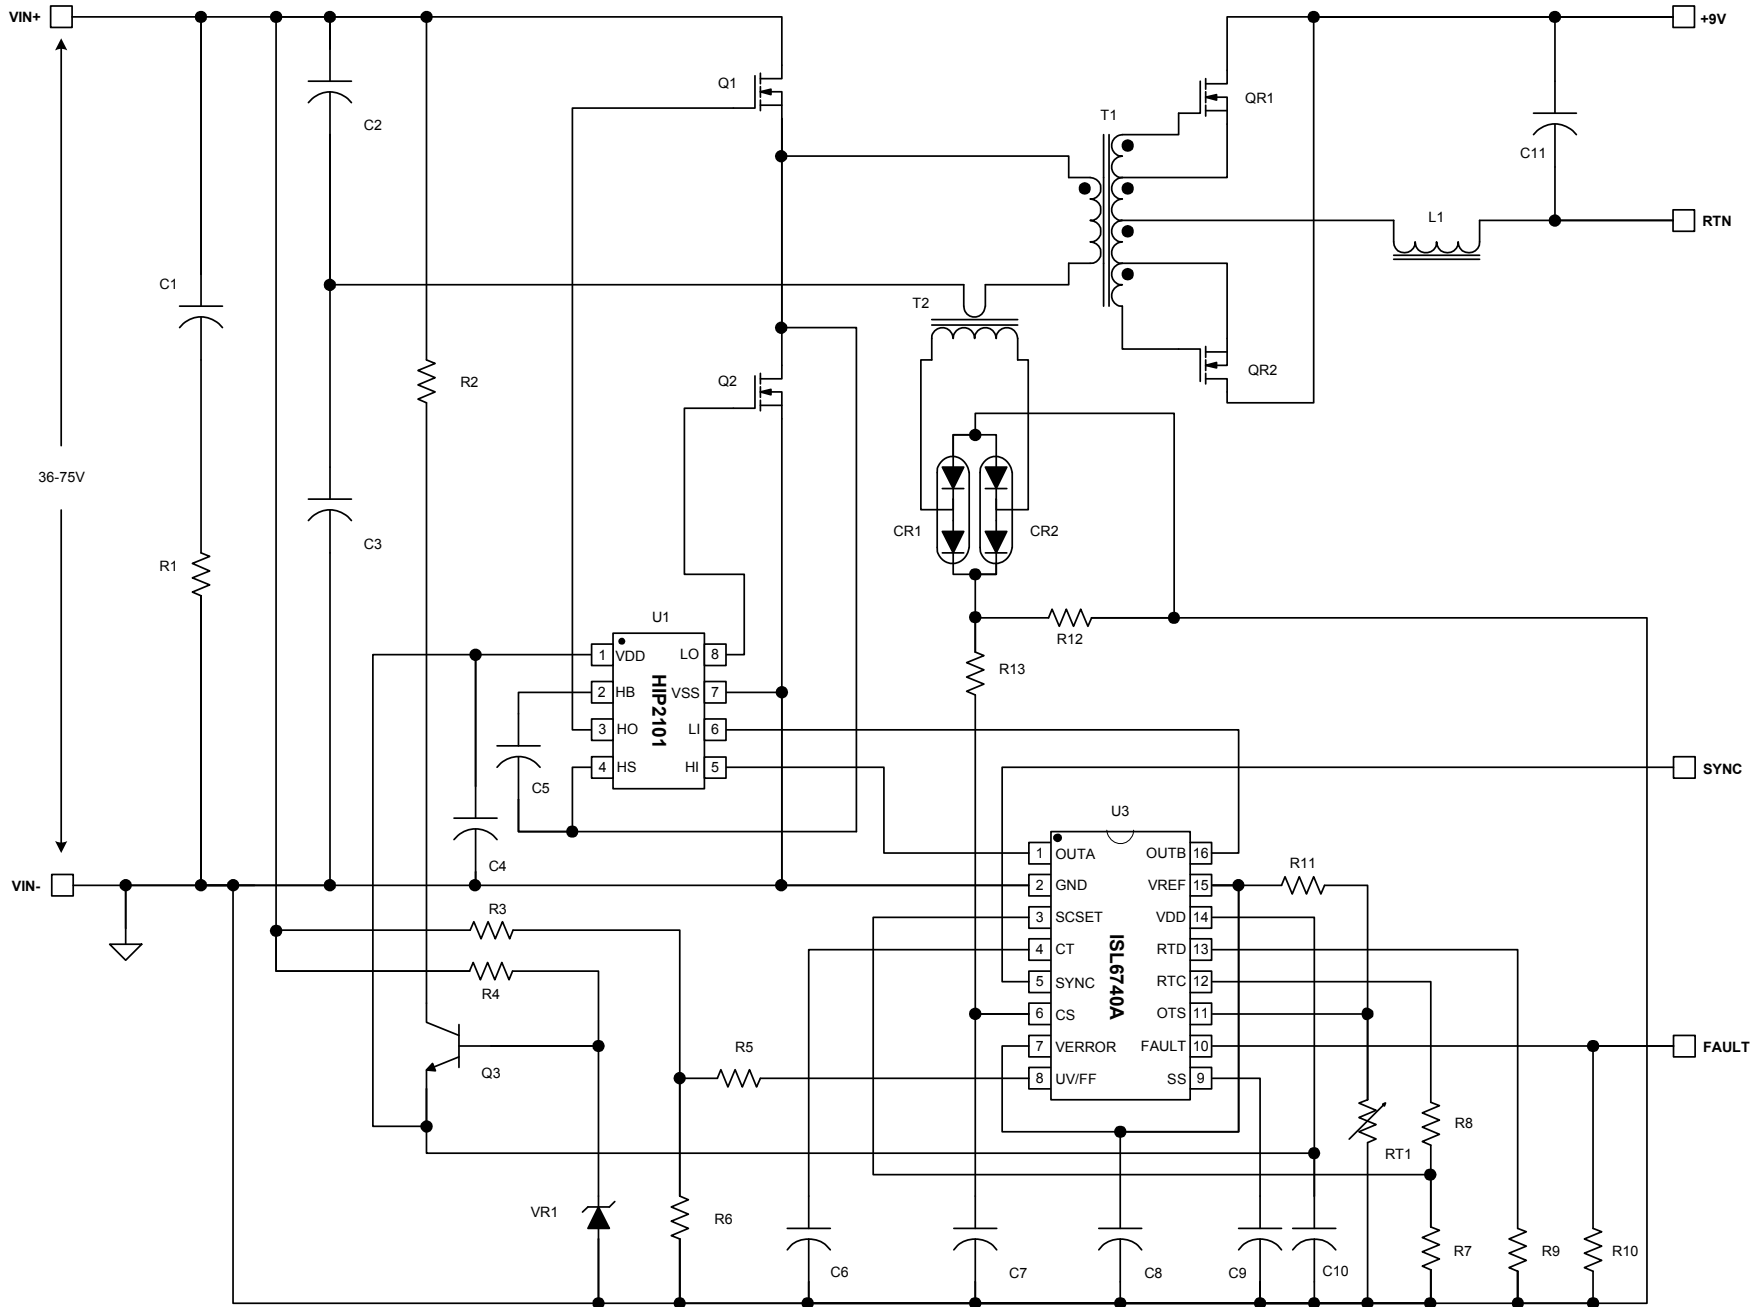 VIN+
+9V
Q1
QR1
T1
C2
C11
L1
RTN
C1
T2
R2
Q2
QR2
36-75V
CR1
CR2
C3
R1
U1
R12
R13
1 VDD LO 8
2 HB VSS 7
3 HO LI 6
4 HS HI 5
HIP2101
C5
SYNC
U3
C4
VIN-
1 OUTA OUTB 16
2 GND VREF 15
3 SCSET VDD 14
4 CT RTD 13
5 SYNC RTC 12
6 CS OTS 11
7 VERROR FAULT 10
8 UV/FF SS 9
ISL6740A
R11
R3
R4
R5
FAULT
Q3
R8
RT1
VR1
R6
R7
R9
R10
C6
C7
C8
C9
C10